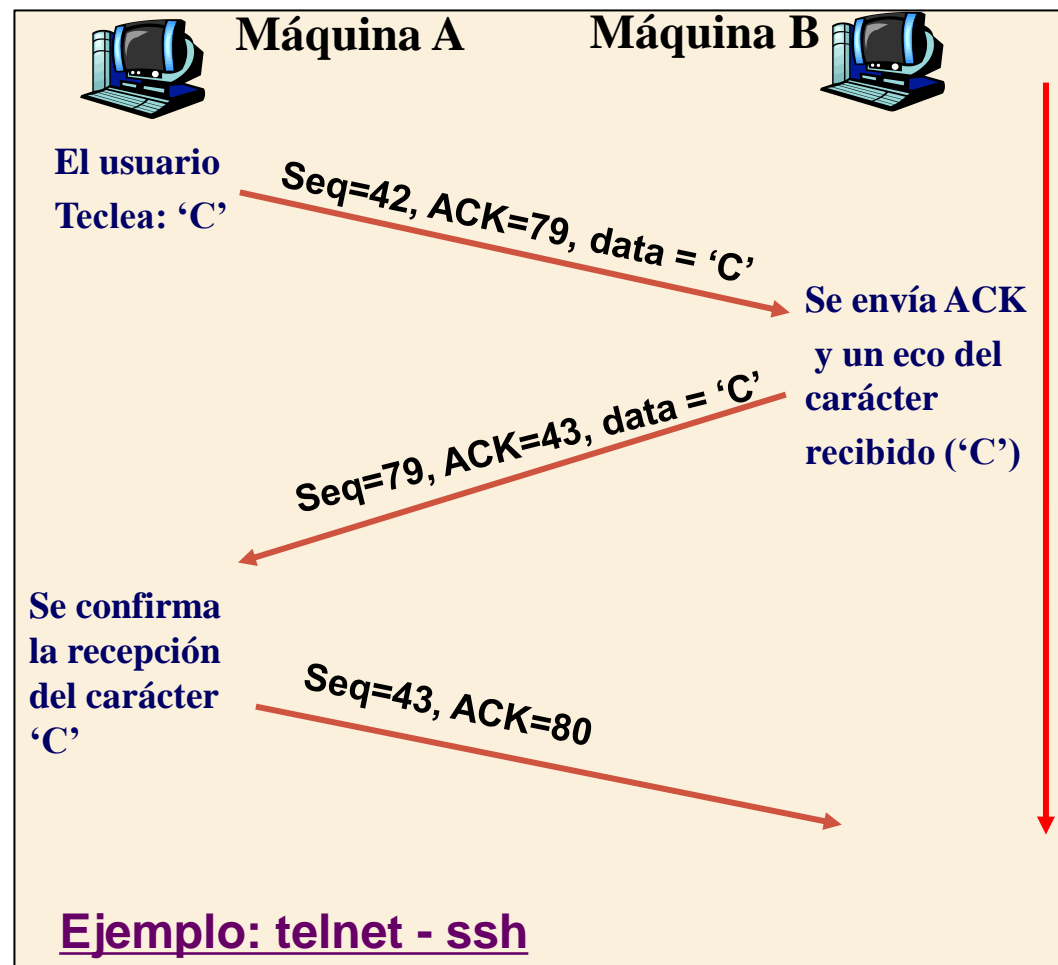 Máquina A
Máquina B
El usuario
Teclea: ‘C’
Seq=42, ACK=79, data = ‘C’
Se envía ACK
y un eco del
carácter
recibido (‘C’)
Seq=79, ACK=43, data = ‘C’
Se confirma
la recepción
del carácter
‘C’
Seq=43, ACK=80
Ejemplo: telnet - ssh